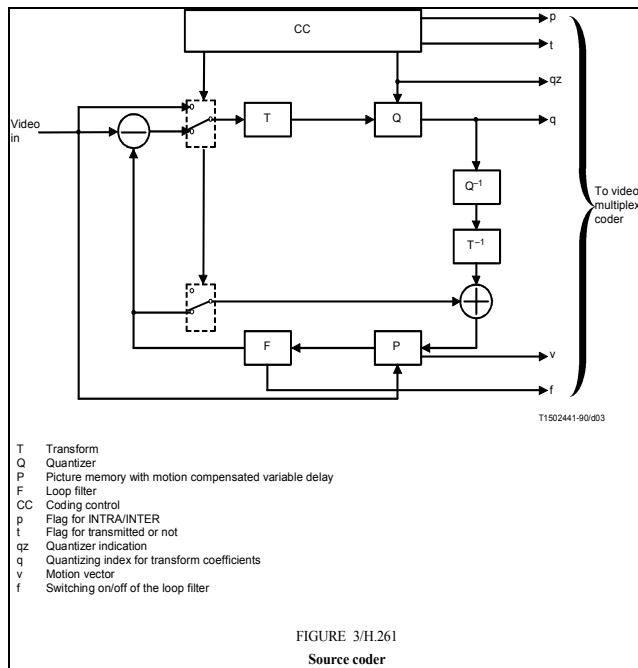 CC
p
t
qz
Video
in
T
Q
q
Q–1
To video
multiplex
coder
T–1
F
P
v
f
T1502441-90/d03
T Transform
Q Quantizer
P Picture memory with motion compensated variable delay
F Loop filter
CC Coding control
p Flag for INTRA/INTER
t Flag for transmitted or not
qz Quantizer indication
q Quantizing index for transform coefficients
v Motion vector
f Switching on/off of the loop filter
FIGURE 3/H.261
Source coder